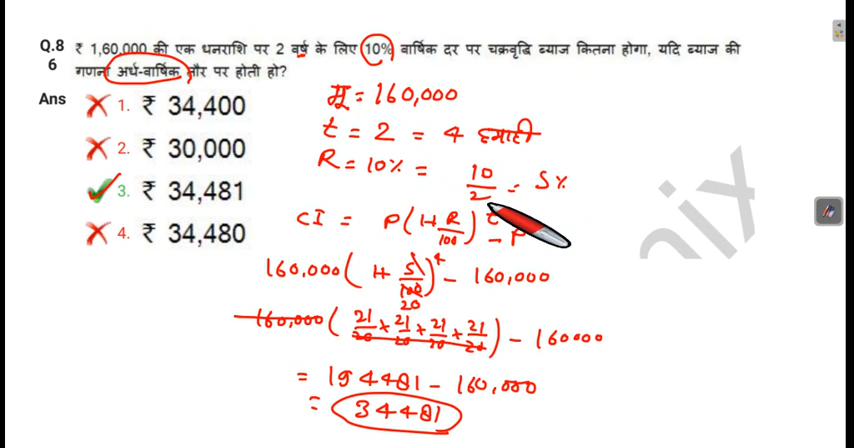 Q.8 ₹ 1,60,000 की एक धनराशि पर 2 वर्ष के लिए 10% वार्षिक दर पर चक्रवृद्धि ब्याज कितना होगा, यदि ब्याज की
6 गणना अर्ध-वार्षिक तौर पर होती हो?
Ans
1. ₹ 34,400
2. ₹ 30,000
3. ₹ 34,481
4. ₹ 34,480
मू = 160,000
t = 2 = 4
R = 10% = 10/2 = 5%
CI = P(1+R/100)^t - P
160,000(1+5/100)^4 - 160,000
20
160,000(21/20 × 21/20 × 21/20 × 21/20) - 160000
= 194481 - 160,000
= 34481
nix